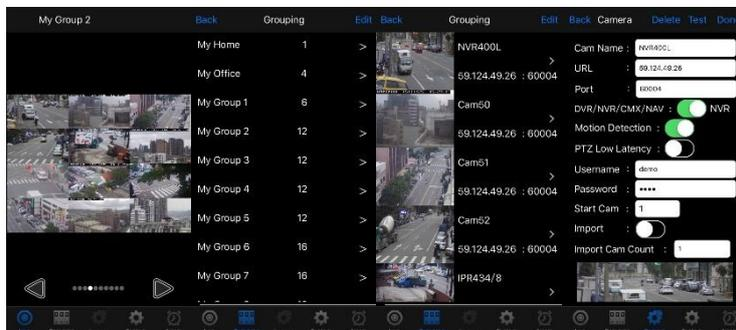 My Group 2
Back Grouping Edit
My Home 1 >
My Office 4 >
My Group 1 6 >
My Group 2 12 >
My Group 3 12 >
My Group 4 12 >
My Group 5 12 >
My Group 6 16 >
My Group 7 16 >
Back Grouping Edit
NVR400L
>
59.124.49.26 : 60004
Cam50
>
59.124.49.26 : 60004
Cam51
>
59.124.49.26 : 60004
Cam52
>
59.124.49.26 : 60004
IPR434/8
>
Back Camera Delete Test Don
Cam Name : NVR400L
URL : 59.124.49.26
Port : 60004
DVR/NVR/CMX/NAV : NVR
Motion Detection :
PTZ Low Latency :
Username : demo
Password : ••••
Start Cam : 1
Import :
Import Cam Count : 1